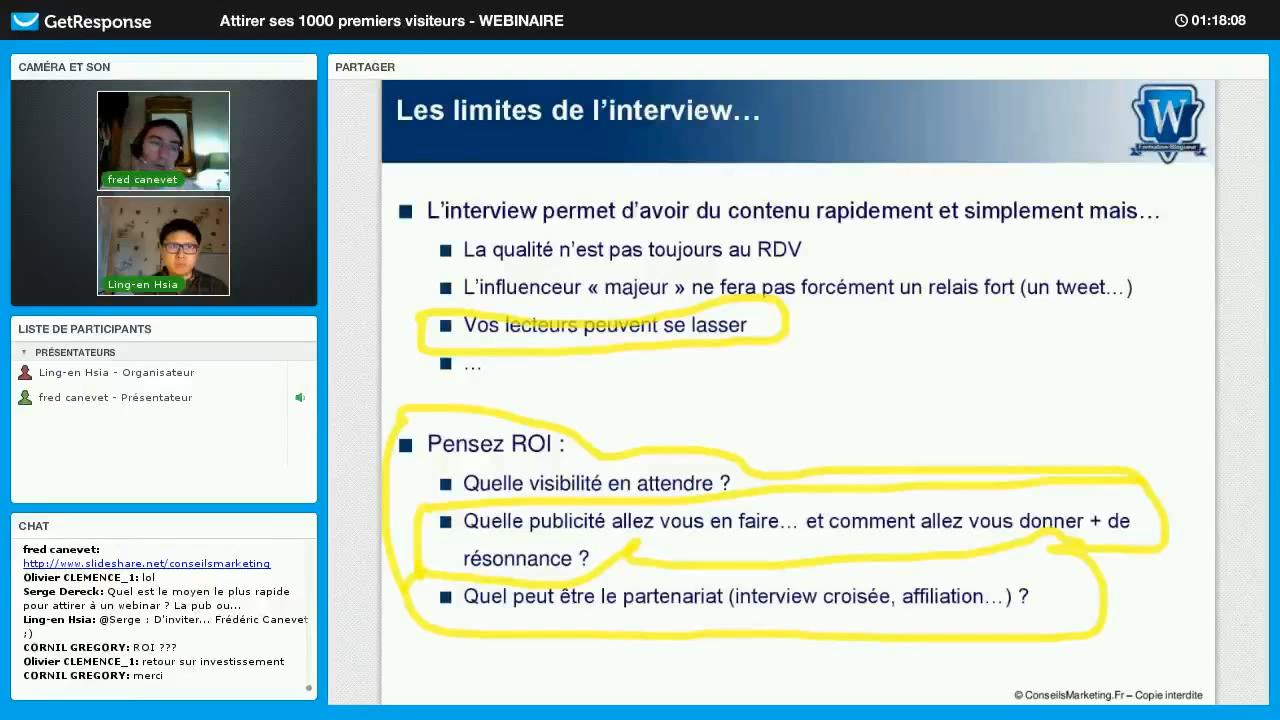 GetResponse
Attirer ses 1000 premiers visiteurs - WEBINAIRE
01:18:08
CAMÉRA ET SON
fred canevet
Ling-en Hsia
LISTE DE PARTICIPANTS
PRÉSENTATEURS
Ling-en Hsia - Organisateur
fred canevet - Présentateur
CHAT
fred canevet:
http://www.slideshare.net/conseilsmarketing
Olivier CLEMENCE_1: lol
Serge Dereck: Quel est le moyen le plus rapide
pour attirer à un webinar ? La pub ou...
Ling-en Hsia: @Serge : D'inviter... Frédéric Canevet
;)
CORNIL GREGORY: ROI ???
Olivier CLEMENCE_1: retour sur investissement
CORNIL GREGORY: merci
PARTAGER
Les limites de l'interview…
W
Formation Blogueur
L'interview permet d'avoir du contenu rapidement et simplement mais…
La qualité n'est pas toujours au RDV
L'influenceur « majeur » ne fera pas forcément un relais fort (un tweet…)
Vos lecteurs peuvent se lasser
…
Pensez ROI :
Quelle visibilité en attendre ?
Quelle publicité allez vous en faire… et comment allez vous donner + de
résonnance ?
Quel peut être le partenariat (interview croisée, affiliation…) ?
© ConseilsMarketing.Fr – Copie interdite